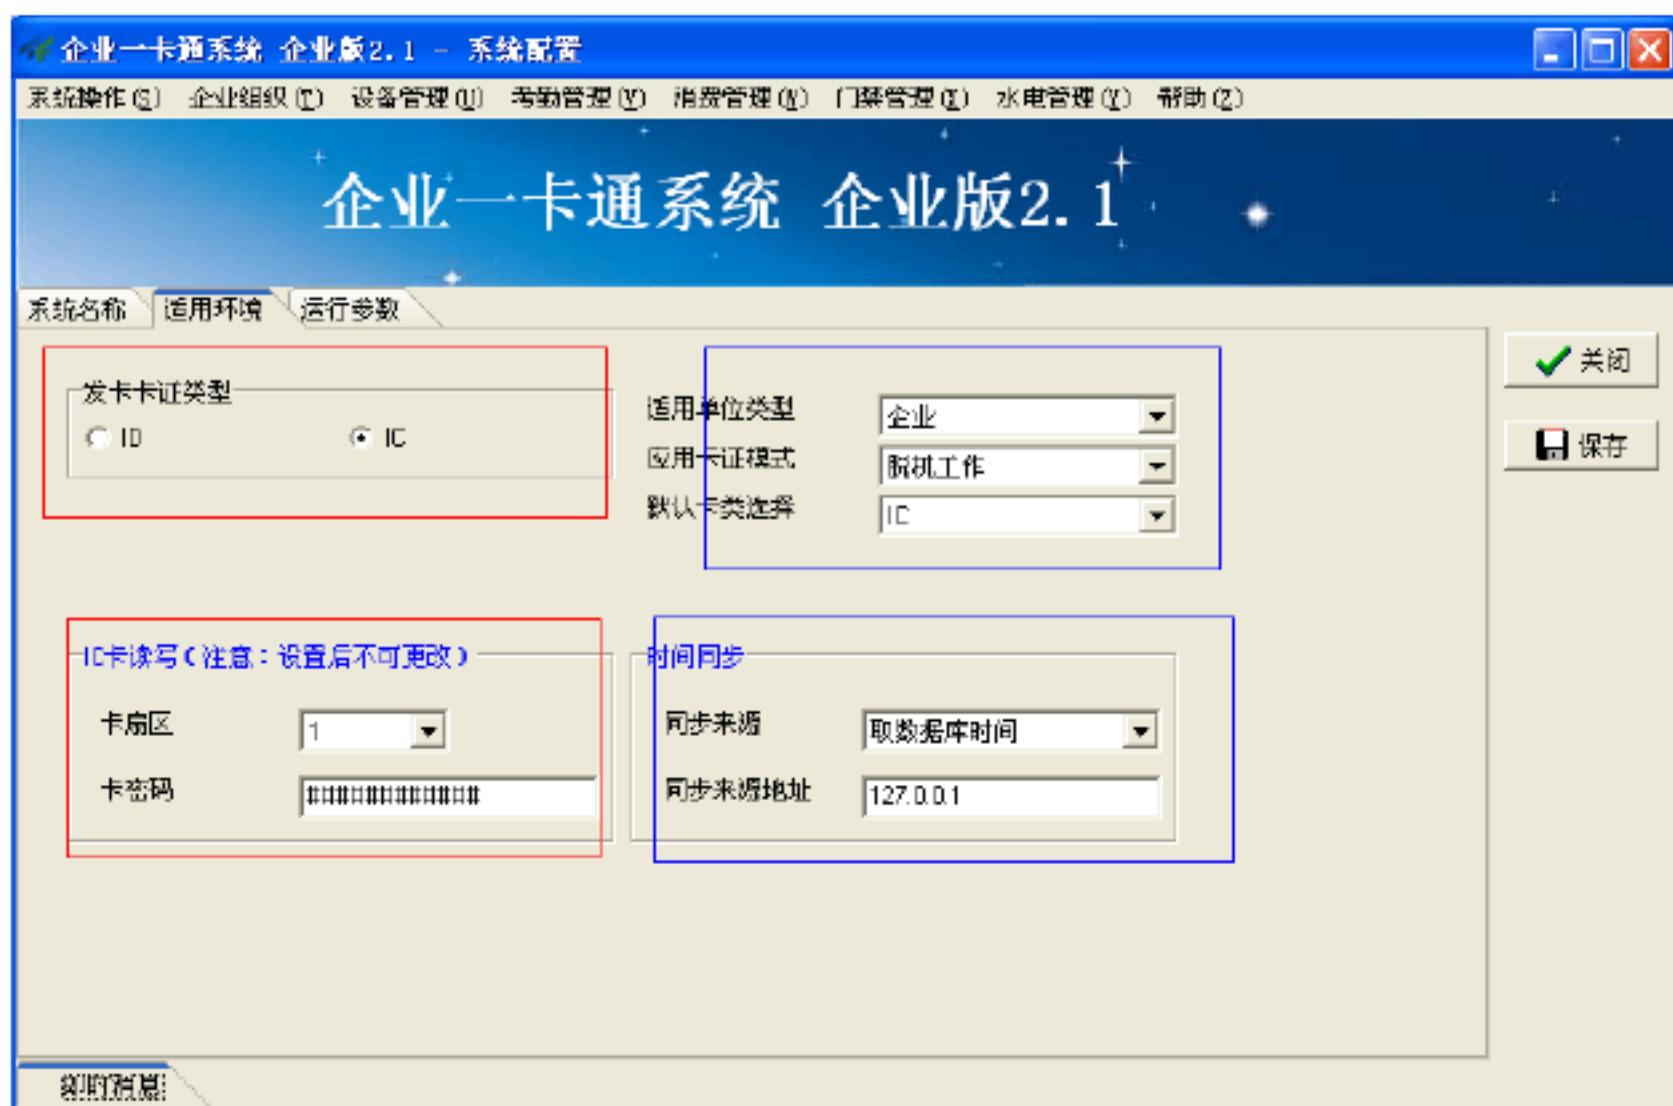 企业一卡通系统 企业版2.1 - 系统配置
系统操作(S) 企业组织(T) 设备管理(U) 考勤管理(V) 消费管理(W) 门禁管理(X) 水电管理(Y) 帮助(Z)
企业一卡通系统 企业版2.1
系统名称 适用环境 运行参数
关闭
保存
发卡卡证类型
ID IC
适用单位类型 企业
应用卡证模式 脱机工作
默认卡类选择 IC
IC卡读写(注意:设置后不可更改)
卡扇区 1
卡密码 ############
时间同步
同步来源 取数据库时间
同步来源地址 127.0.0.1
即时消息